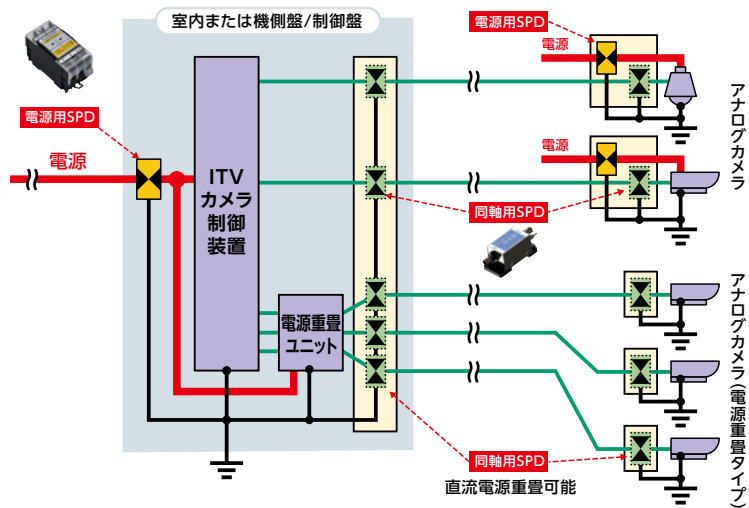 室内または機側盤/制御盤
電源用SPD
電源
アナログカメラ
電源用SPD
電源
ITV
カメラ
制御
装置
電源
同軸用SPD
電源重畳
ユニット
アナログカメラ(電源重畳タイプ)
同軸用SPD
直流電源重畳可能